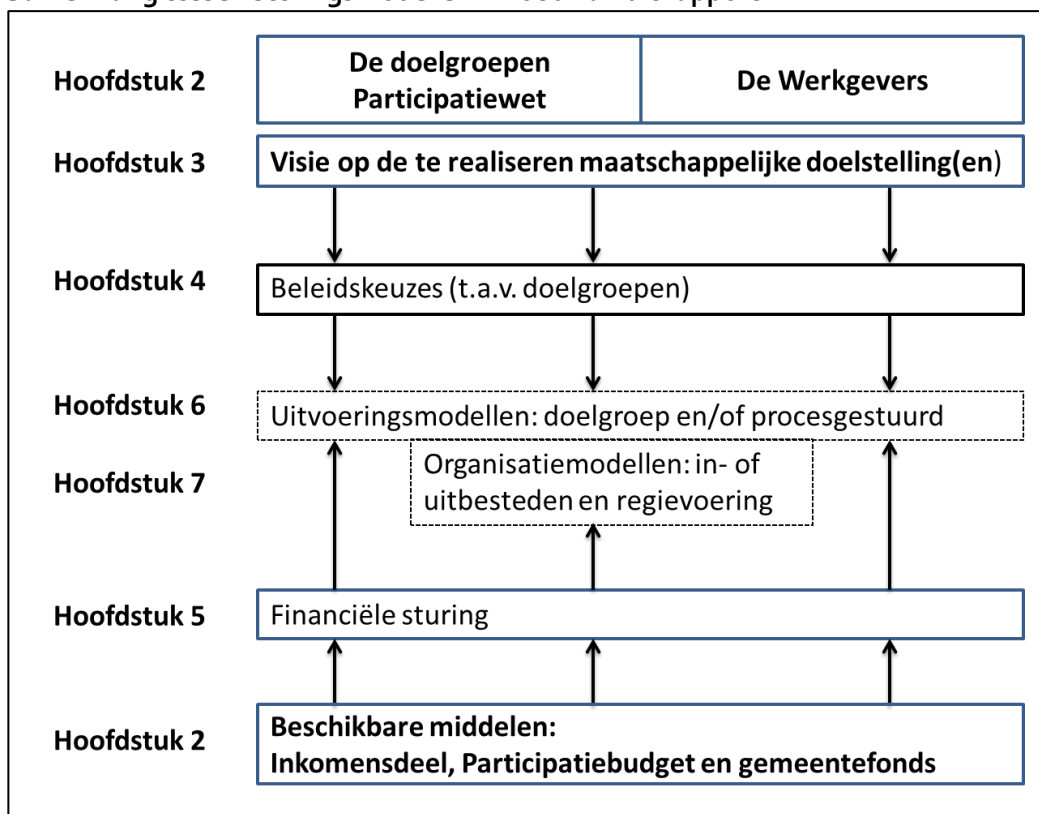 Hoofdstuk 2
De doelgroepen
Participatiewet
De Werkgevers
Hoofdstuk 3
Visie op de te realiseren maatschappelijke doelstelling(en)
Hoofdstuk 4
Beleidskeuzes (t.a.v. doelgroepen)
Hoofdstuk 6
Uitvoeringsmodellen: doelgroep en/of procesgestuurd
Hoofdstuk 7
Organisatiemodellen: in- of
uitbesteden en regievoering
Hoofdstuk 5
Financiële sturing
Hoofdstuk 2
Beschikbare middelen:
Inkomensdeel, Participatiebudget en gemeentefonds